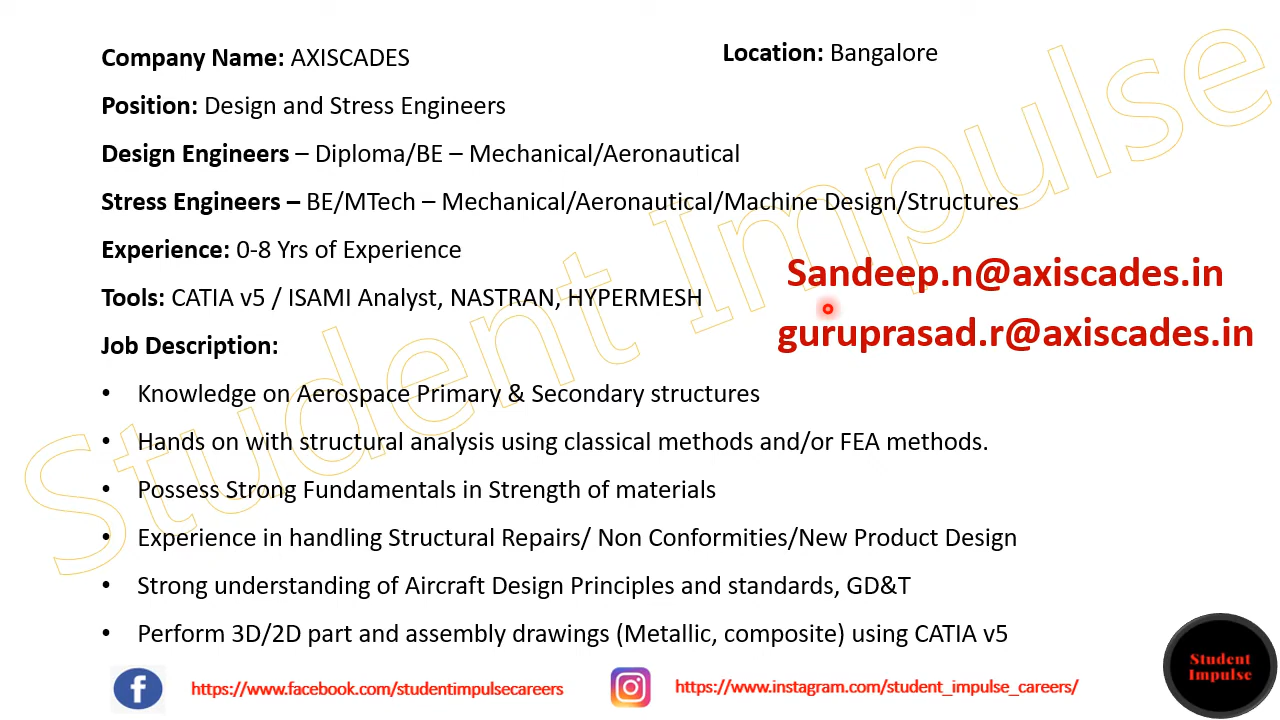 Company Name: AXISCADES
Location: Bangalore
Position: Design and Stress Engineers
Design Engineers – Diploma/BE – Mechanical/Aeronautical
Stress Engineers – BE/MTech – Mechanical/Aeronautical/Machine Design/Structures
Experience: 0-8 Yrs of Experience
Sandeep.n@axiscades.in
Tools: CATIA v5 / ISAMI Analyst, NASTRAN, HYPERMESH
guruprasad.r@axiscades.in
Job Description:
• Knowledge on Aerospace Primary & Secondary structures
• Hands on with structural analysis using classical methods and/or FEA methods.
• Possess Strong Fundamentals in Strength of materials
• Experience in handling Structural Repairs/ Non Conformities/New Product Design
• Strong understanding of Aircraft Design Principles and standards, GD&T
• Perform 3D/2D part and assembly drawings (Metallic, composite) using CATIA v5
Student Impulse
https://www.facebook.com/studentimpulsecareers
https://www.instagram.com/student_impulse_careers/
Student
Impulse